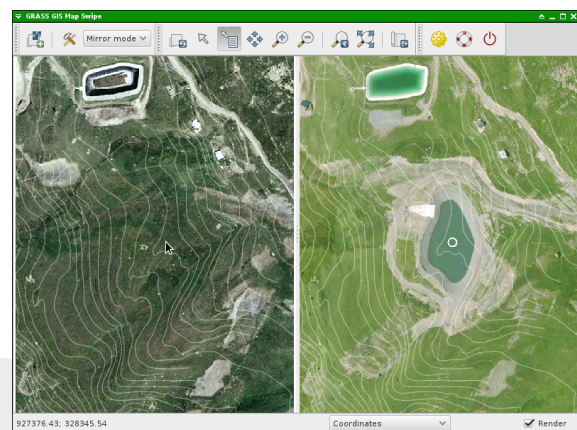 GRASS GIS Map Swipe
Mirror mode
927376.43; 328345.54
Coordinates
Render